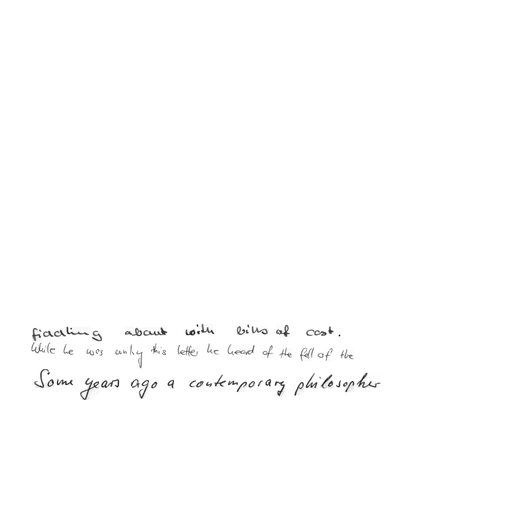 fiddling about with bills of cost.
While he was writing this letter he heard of the fall of the
Some years ago a contemporary philosopher